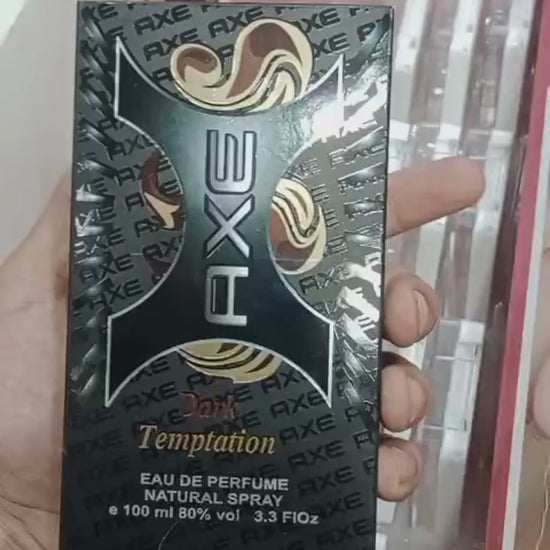 AXE
Dark
Temptation
EAU DE PERFUME
NATURAL SPRAY
e 100 ml 80% vol 3.3 FlOz